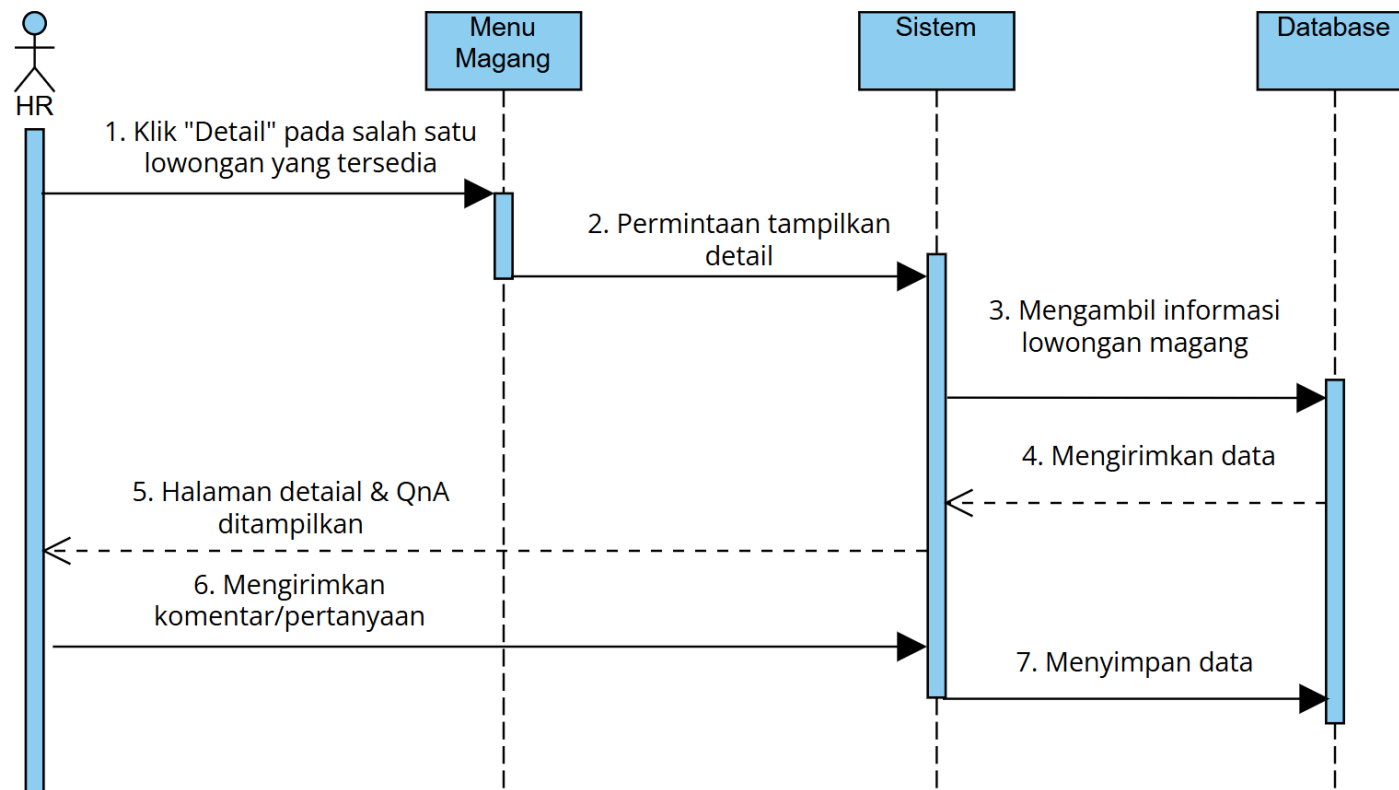 Menu
Magang
Sistem
Database
HR
1. Klik "Detail" pada salah satu
lowongan yang tersedia
2. Permintaan tampilkan
detail
3. Mengambil informasi
lowongan magang
4. Mengirimkan data
5. Halaman detaial & QnA
ditampilkan
6. Mengirimkan
komentar/pertanyaan
7. Menyimpan data